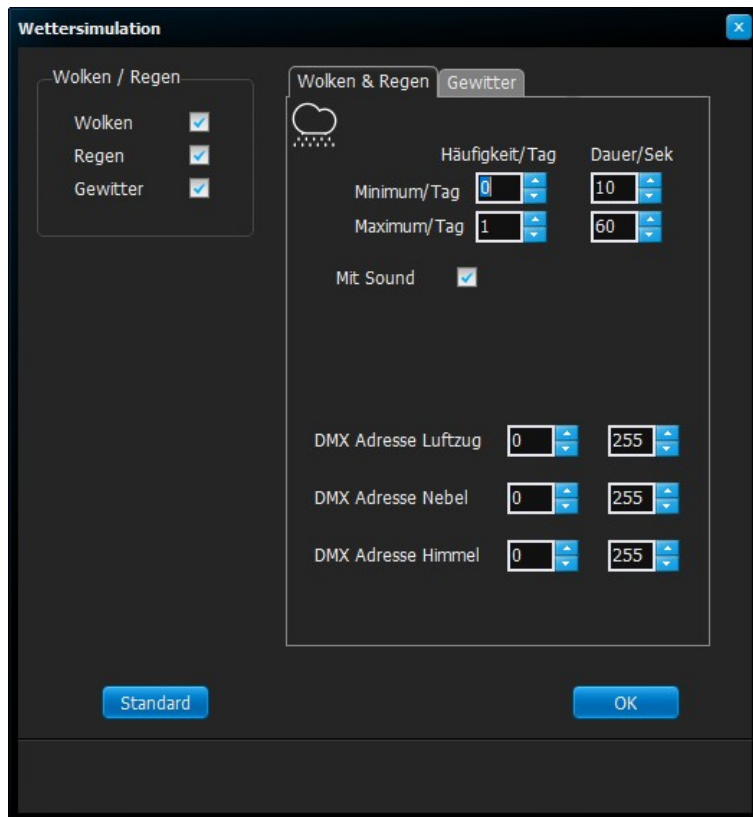 Wettersimulation
Wolken / Regen
Wolken
Regen
Gewitter
Wolken & Regen
Gewitter
Häufigkeit/Tag
Dauer/Sek
Minimum/Tag
0
10
Maximum/Tag
1
60
Mit Sound
DMX Adresse Luftzug
0
255
DMX Adresse Nebel
0
255
DMX Adresse Himmel
0
255
Standard
OK